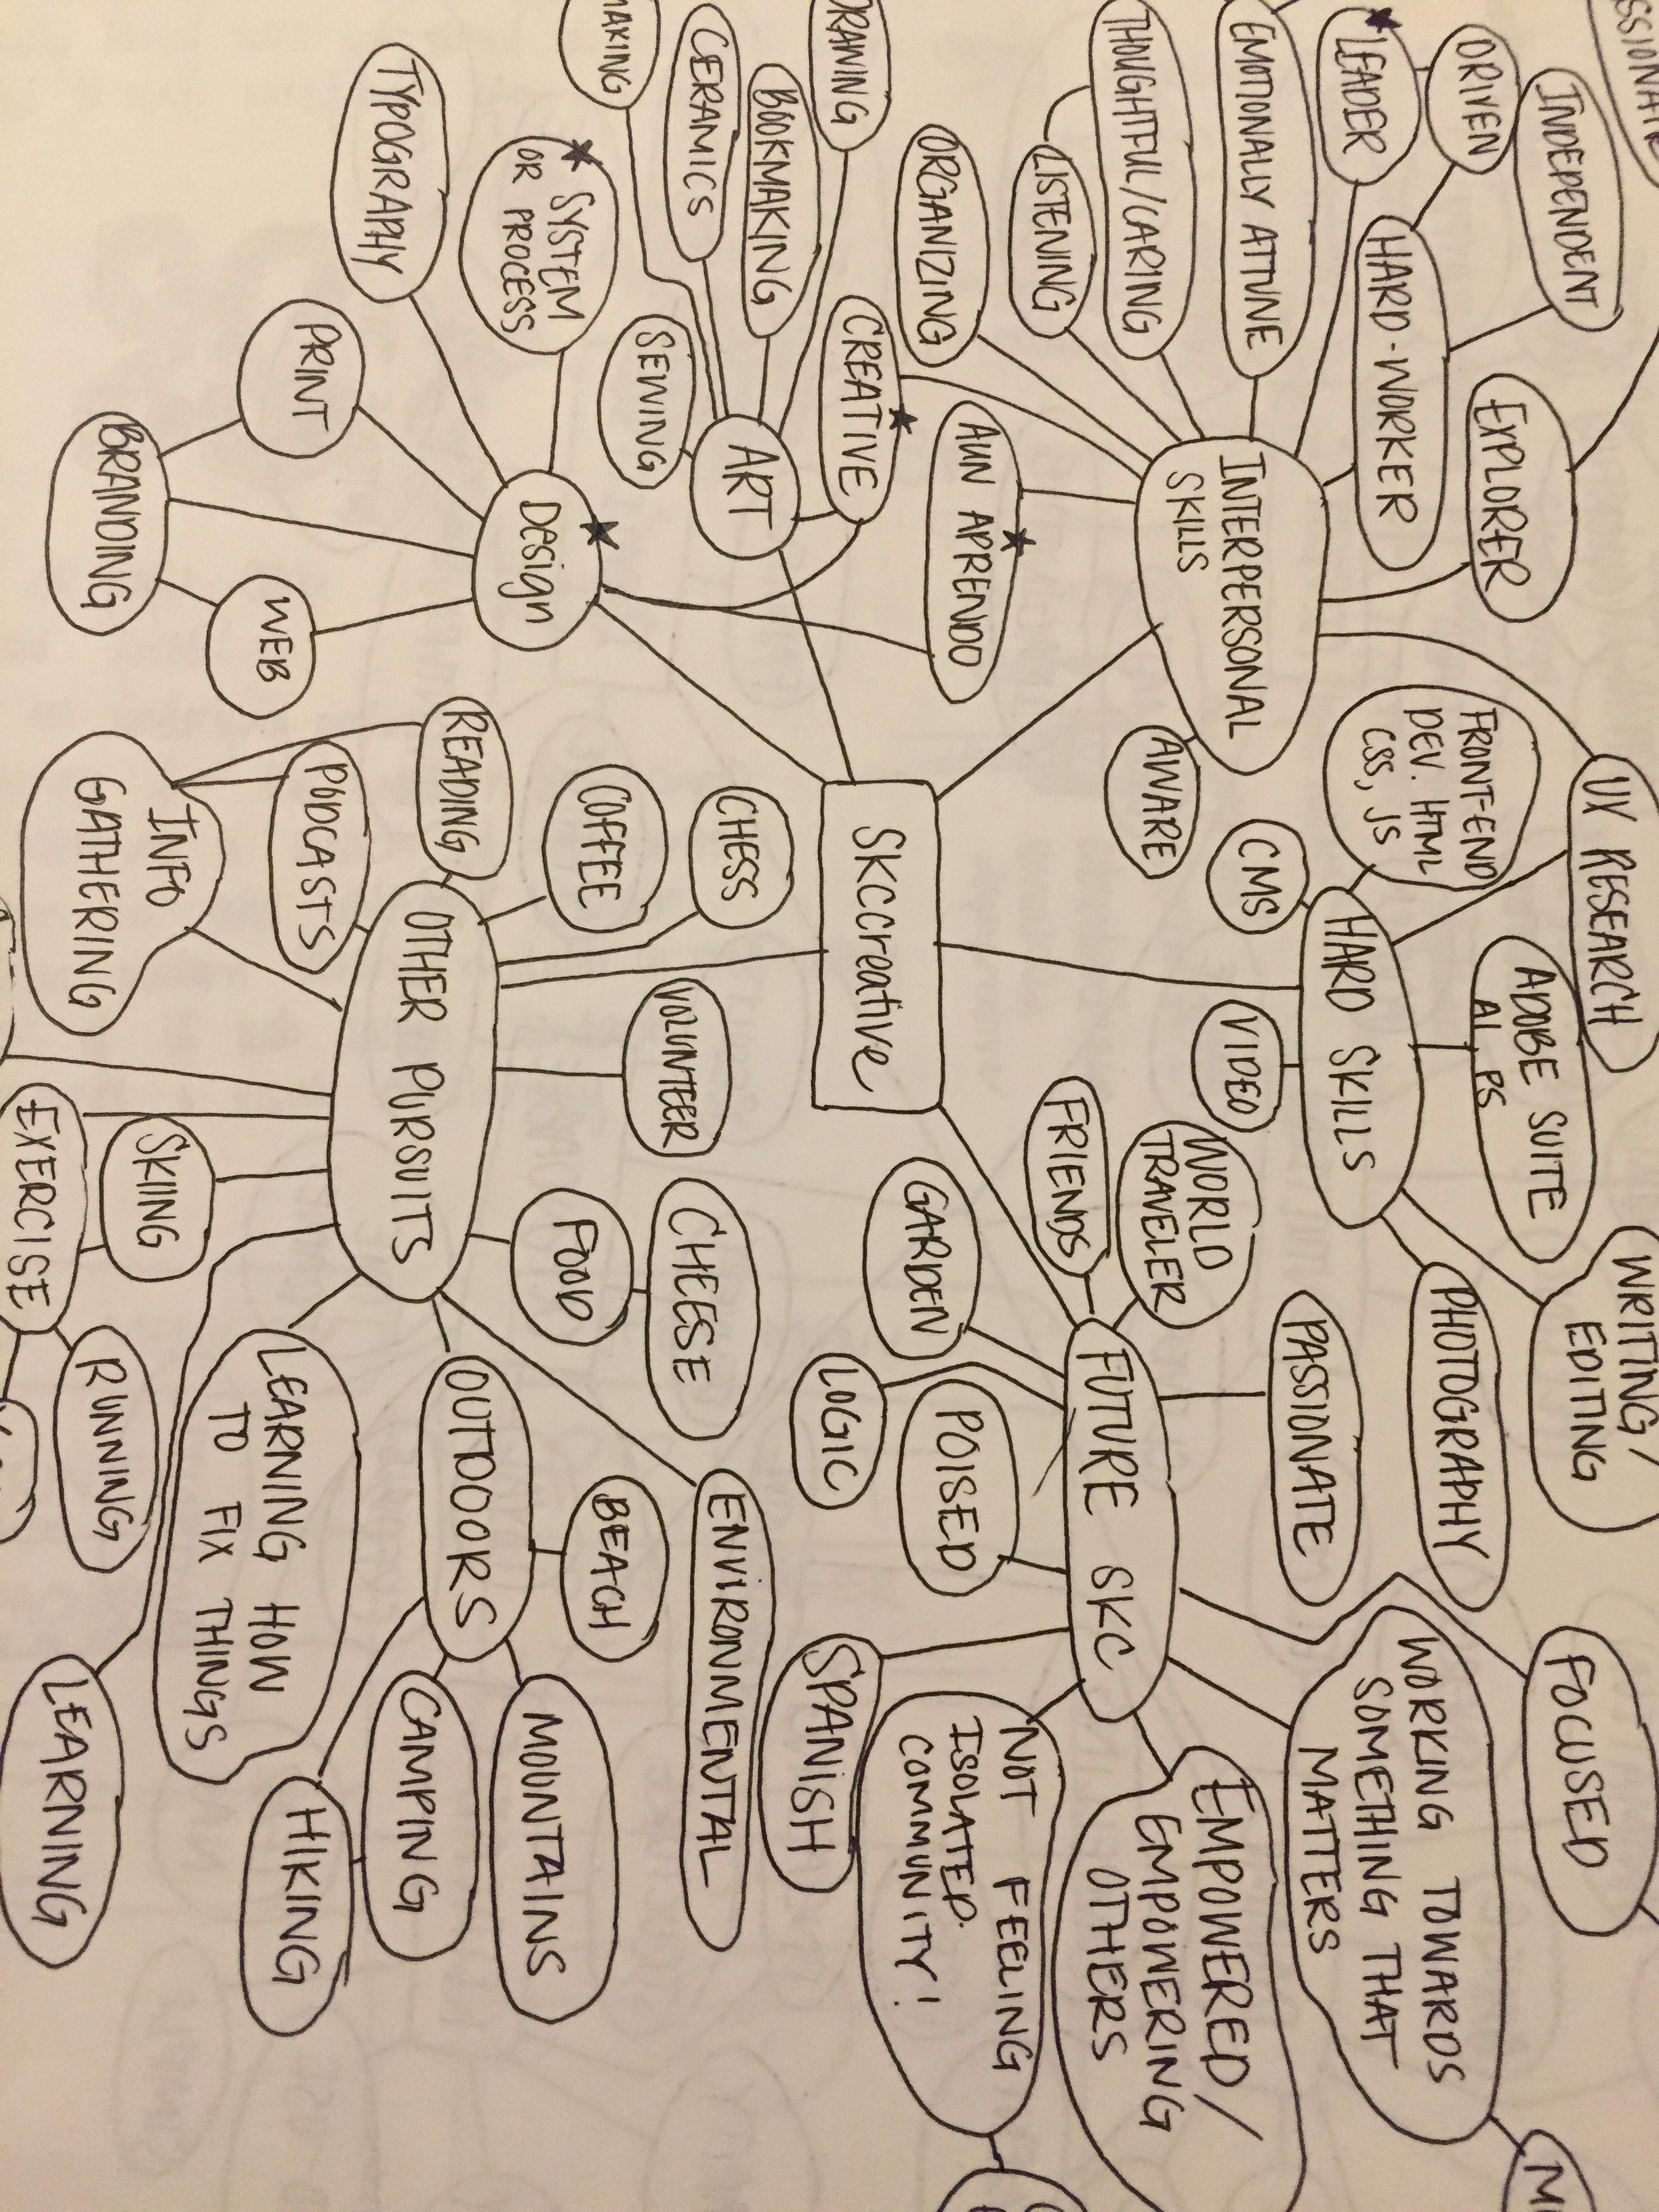 INDEPENDENT
DRIVEN
LEADER
HARD-WORKER
EXPLORER
EMOTIONALLY ATTUNE
THOUGHTFUL/CARING
LISTENING
ORGANIZING
INTERPERSONAL
SKILLS
AUN APRENDO
CREATIVE
AWARE
DRAWING
BOOKMAKING
CERAMICS
SEWING
ART
SYSTEM
OR PROCESS
TYPOGRAPHY
PRINT
BRANDING
WEB
Design
UX RESEARCH
FRONT-END
DEV. HTML
CSS, JS
CMS
HARD SKILLS
ADOBE SUITE
AI, PS
VIDEO
WRITING/
EDITING
PHOTOGRAPHY
SKCcreative
CHESS
COFFEE
READING
PODCASTS
INFO
GATHERING
OTHER PURSUITS
VOLUNTEER
CHEESE
FOOD
SKIING
EXERCISE
RUNNING
LEARNING HOW
TO FIX THINGS
LEARNING
OUTDOORS
BEACH
MOUNTAINS
CAMPING
HIKING
ENVIRONMENTAL
WORLD
TRAVELER
FRIENDS
GARDEN
LOGIC
POISED
FUTURE SKC
PASSIONATE
FOCUSED
WORKING TOWARDS
SOMETHING THAT
MATTERS
EMPOWERED/
EMPOWERING
OTHERS
NOT FEELING
ISOLATED.
COMMUNITY!
SPANISH